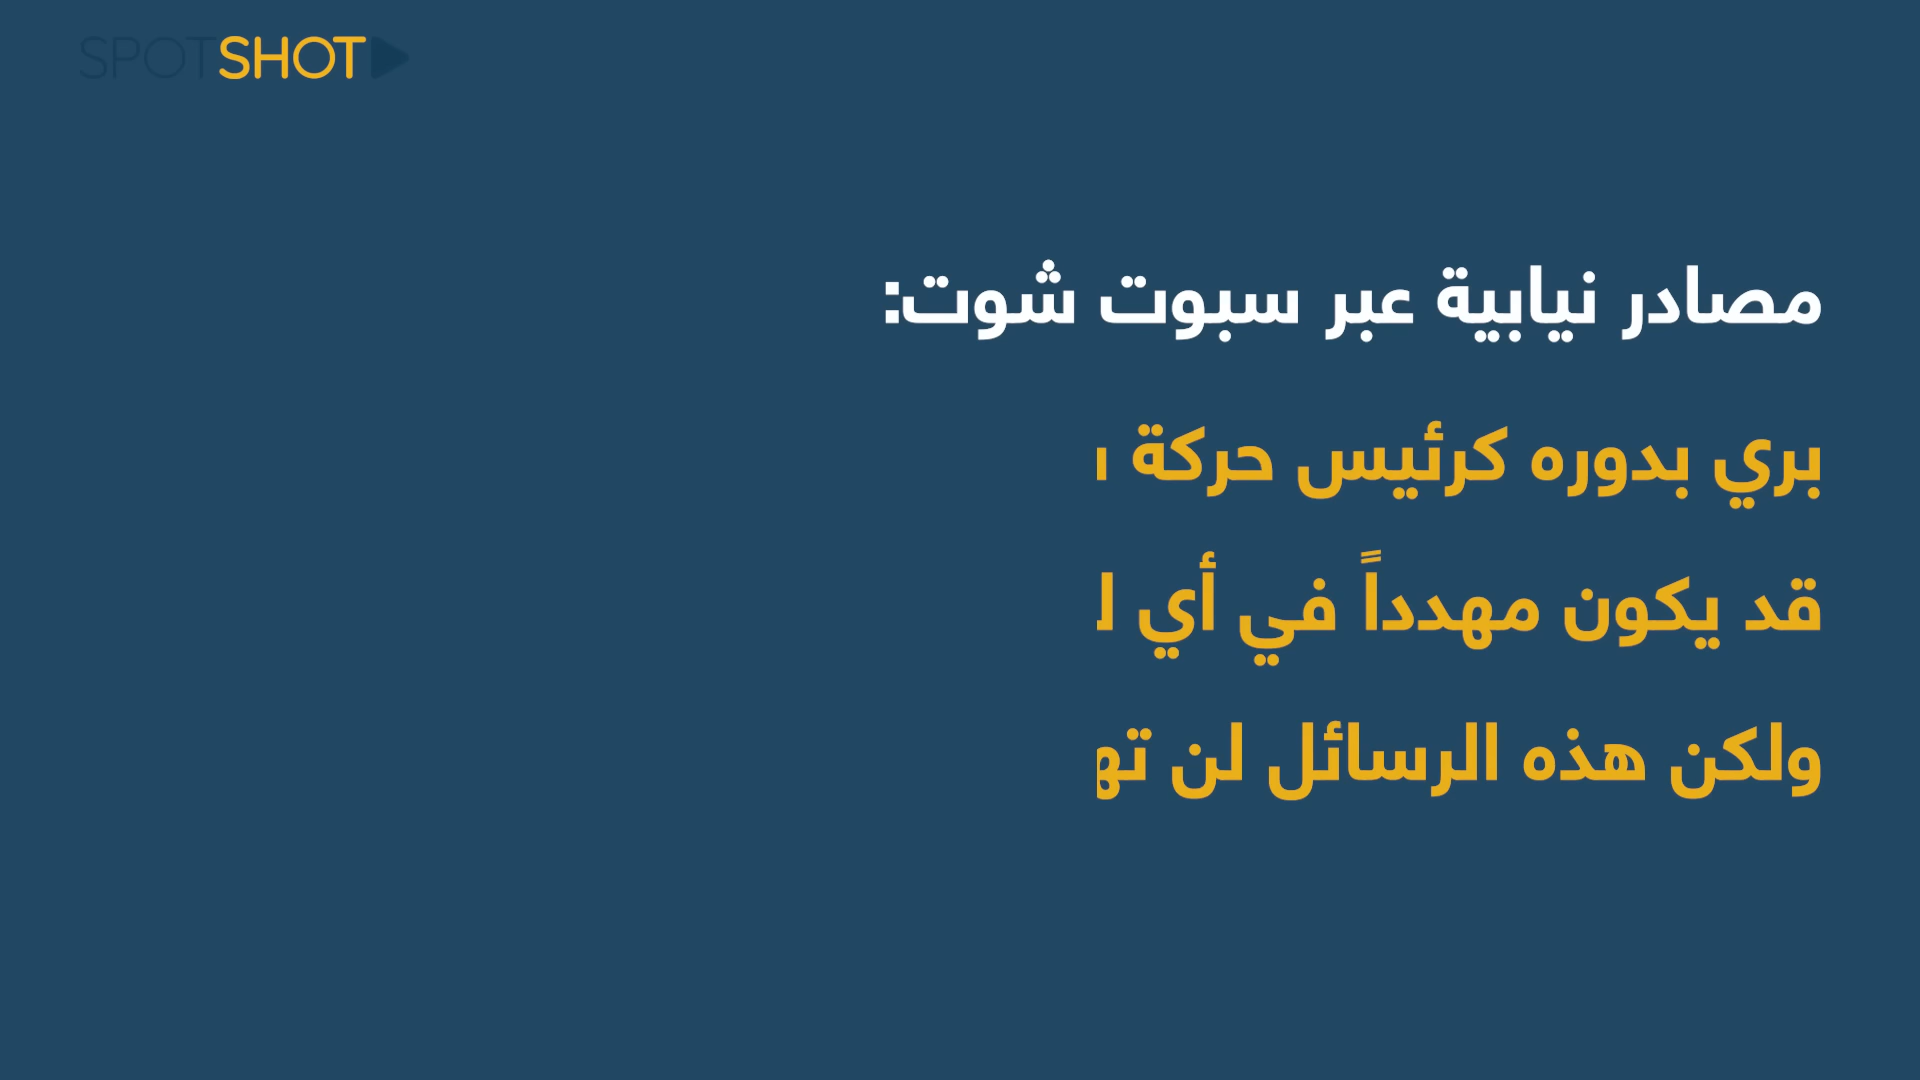 SPOTSHOT
مصادر نيابية عبر سبوت شوت:
بري بدوره كرئيس حركة
قد يكون مهدداً في أي
ولكن هذه الرسائل لن